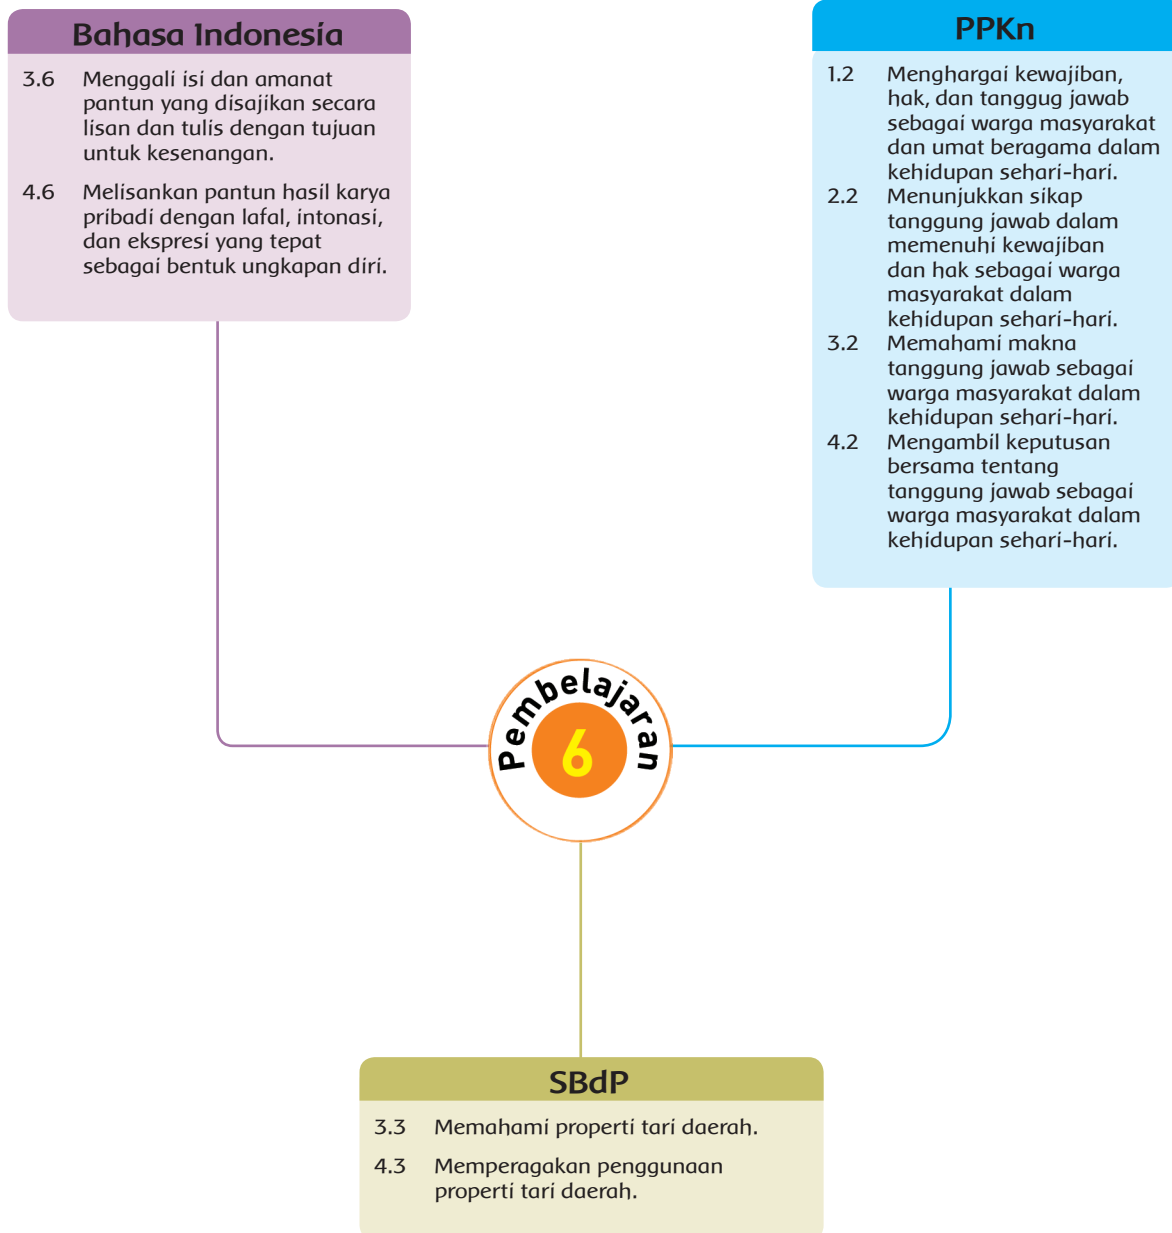 Bahasa Indonesia
3.6 Menggali isi dan amanat
pantun yang disajikan secara
lisan dan tulis dengan tujuan
untuk kesenangan.
4.6 Melisankan pantun hasil karya
pribadi dengan lafal, intonasi,
dan ekspresi yang tepat
sebagai bentuk ungkapan diri.
PPKn
1.2 Menghargai kewajiban,
hak, dan tanggug jawab
sebagai warga masyarakat
dan umat beragama dalam
kehidupan sehari-hari.
2.2 Menunjukkan sikap
tanggung jawab dalam
memenuhi kewajiban
dan hak sebagai warga
masyarakat dalam
kehidupan sehari-hari.
3.2 Memahami makna
tanggung jawab sebagai
warga masyarakat dalam
kehidupan sehari-hari.
4.2 Mengambil keputusan
bersama tentang
tanggung jawab sebagai
warga masyarakat dalam
kehidupan sehari-hari.
Pembelajaran
6
SBdP
3.3 Memahami properti tari daerah.
4.3 Memperagakan penggunaan
properti tari daerah.